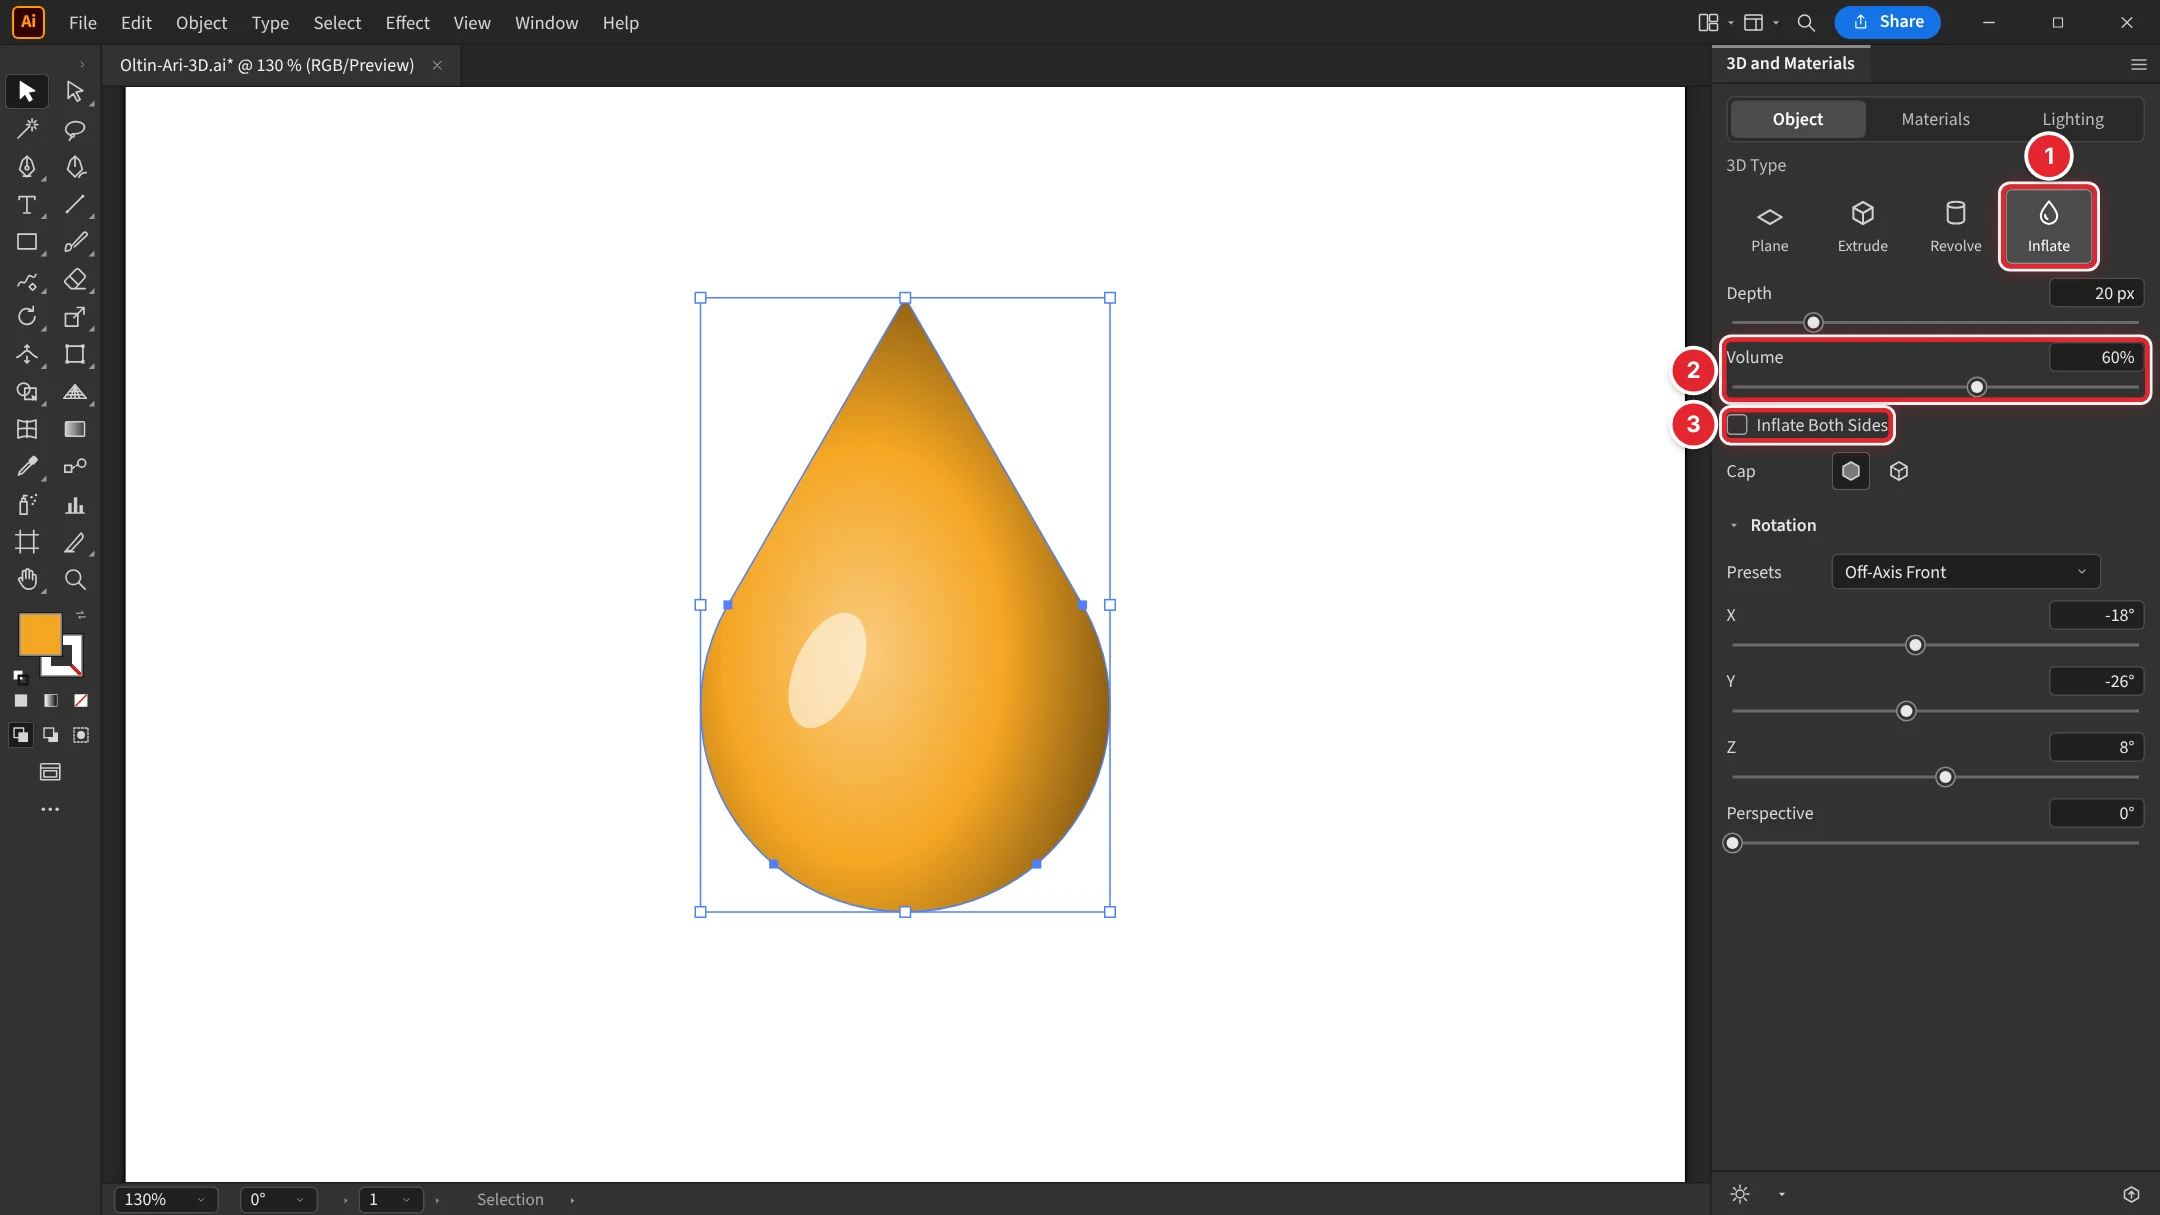 Ai File Edit Object Type Select Effect View Window Help Share
Oltin-Ari-3D.ai* @ 130 % (RGB/Preview)
3D and Materials
Object Materials Lighting
1
3D Type
Plane Extrude Revolve Inflate
Depth 20 px
2 Volume 60%
3 Inflate Both Sides
Cap
Rotation
Presets Off-Axis Front
X -18°
Y -26°
Z 8°
Perspective 0°
130% 0° 1 Selection